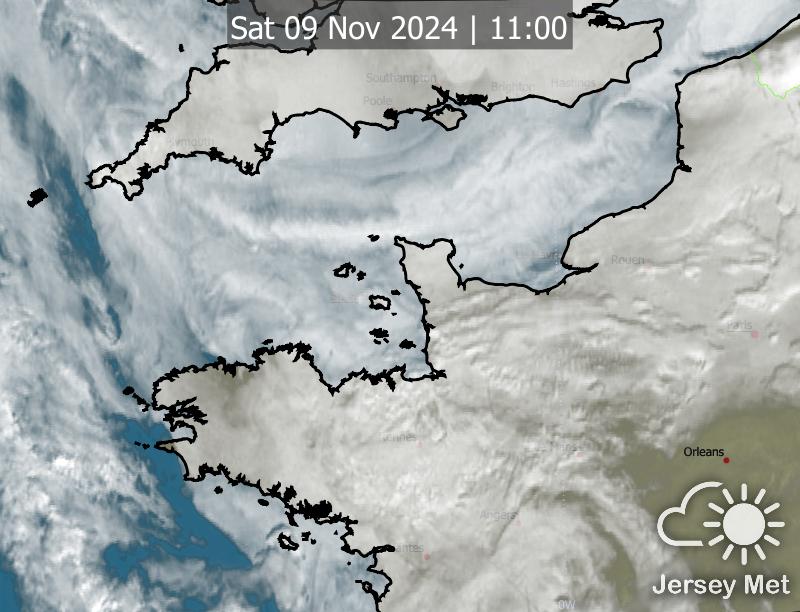 Sat 09 Nov 2024 | 11:00
Southampton
Brighton
Hastings
Poole
Plymouth
Rouen
Paris
Rennes
Orleans
Angers
Nantes
0W
Jersey Met